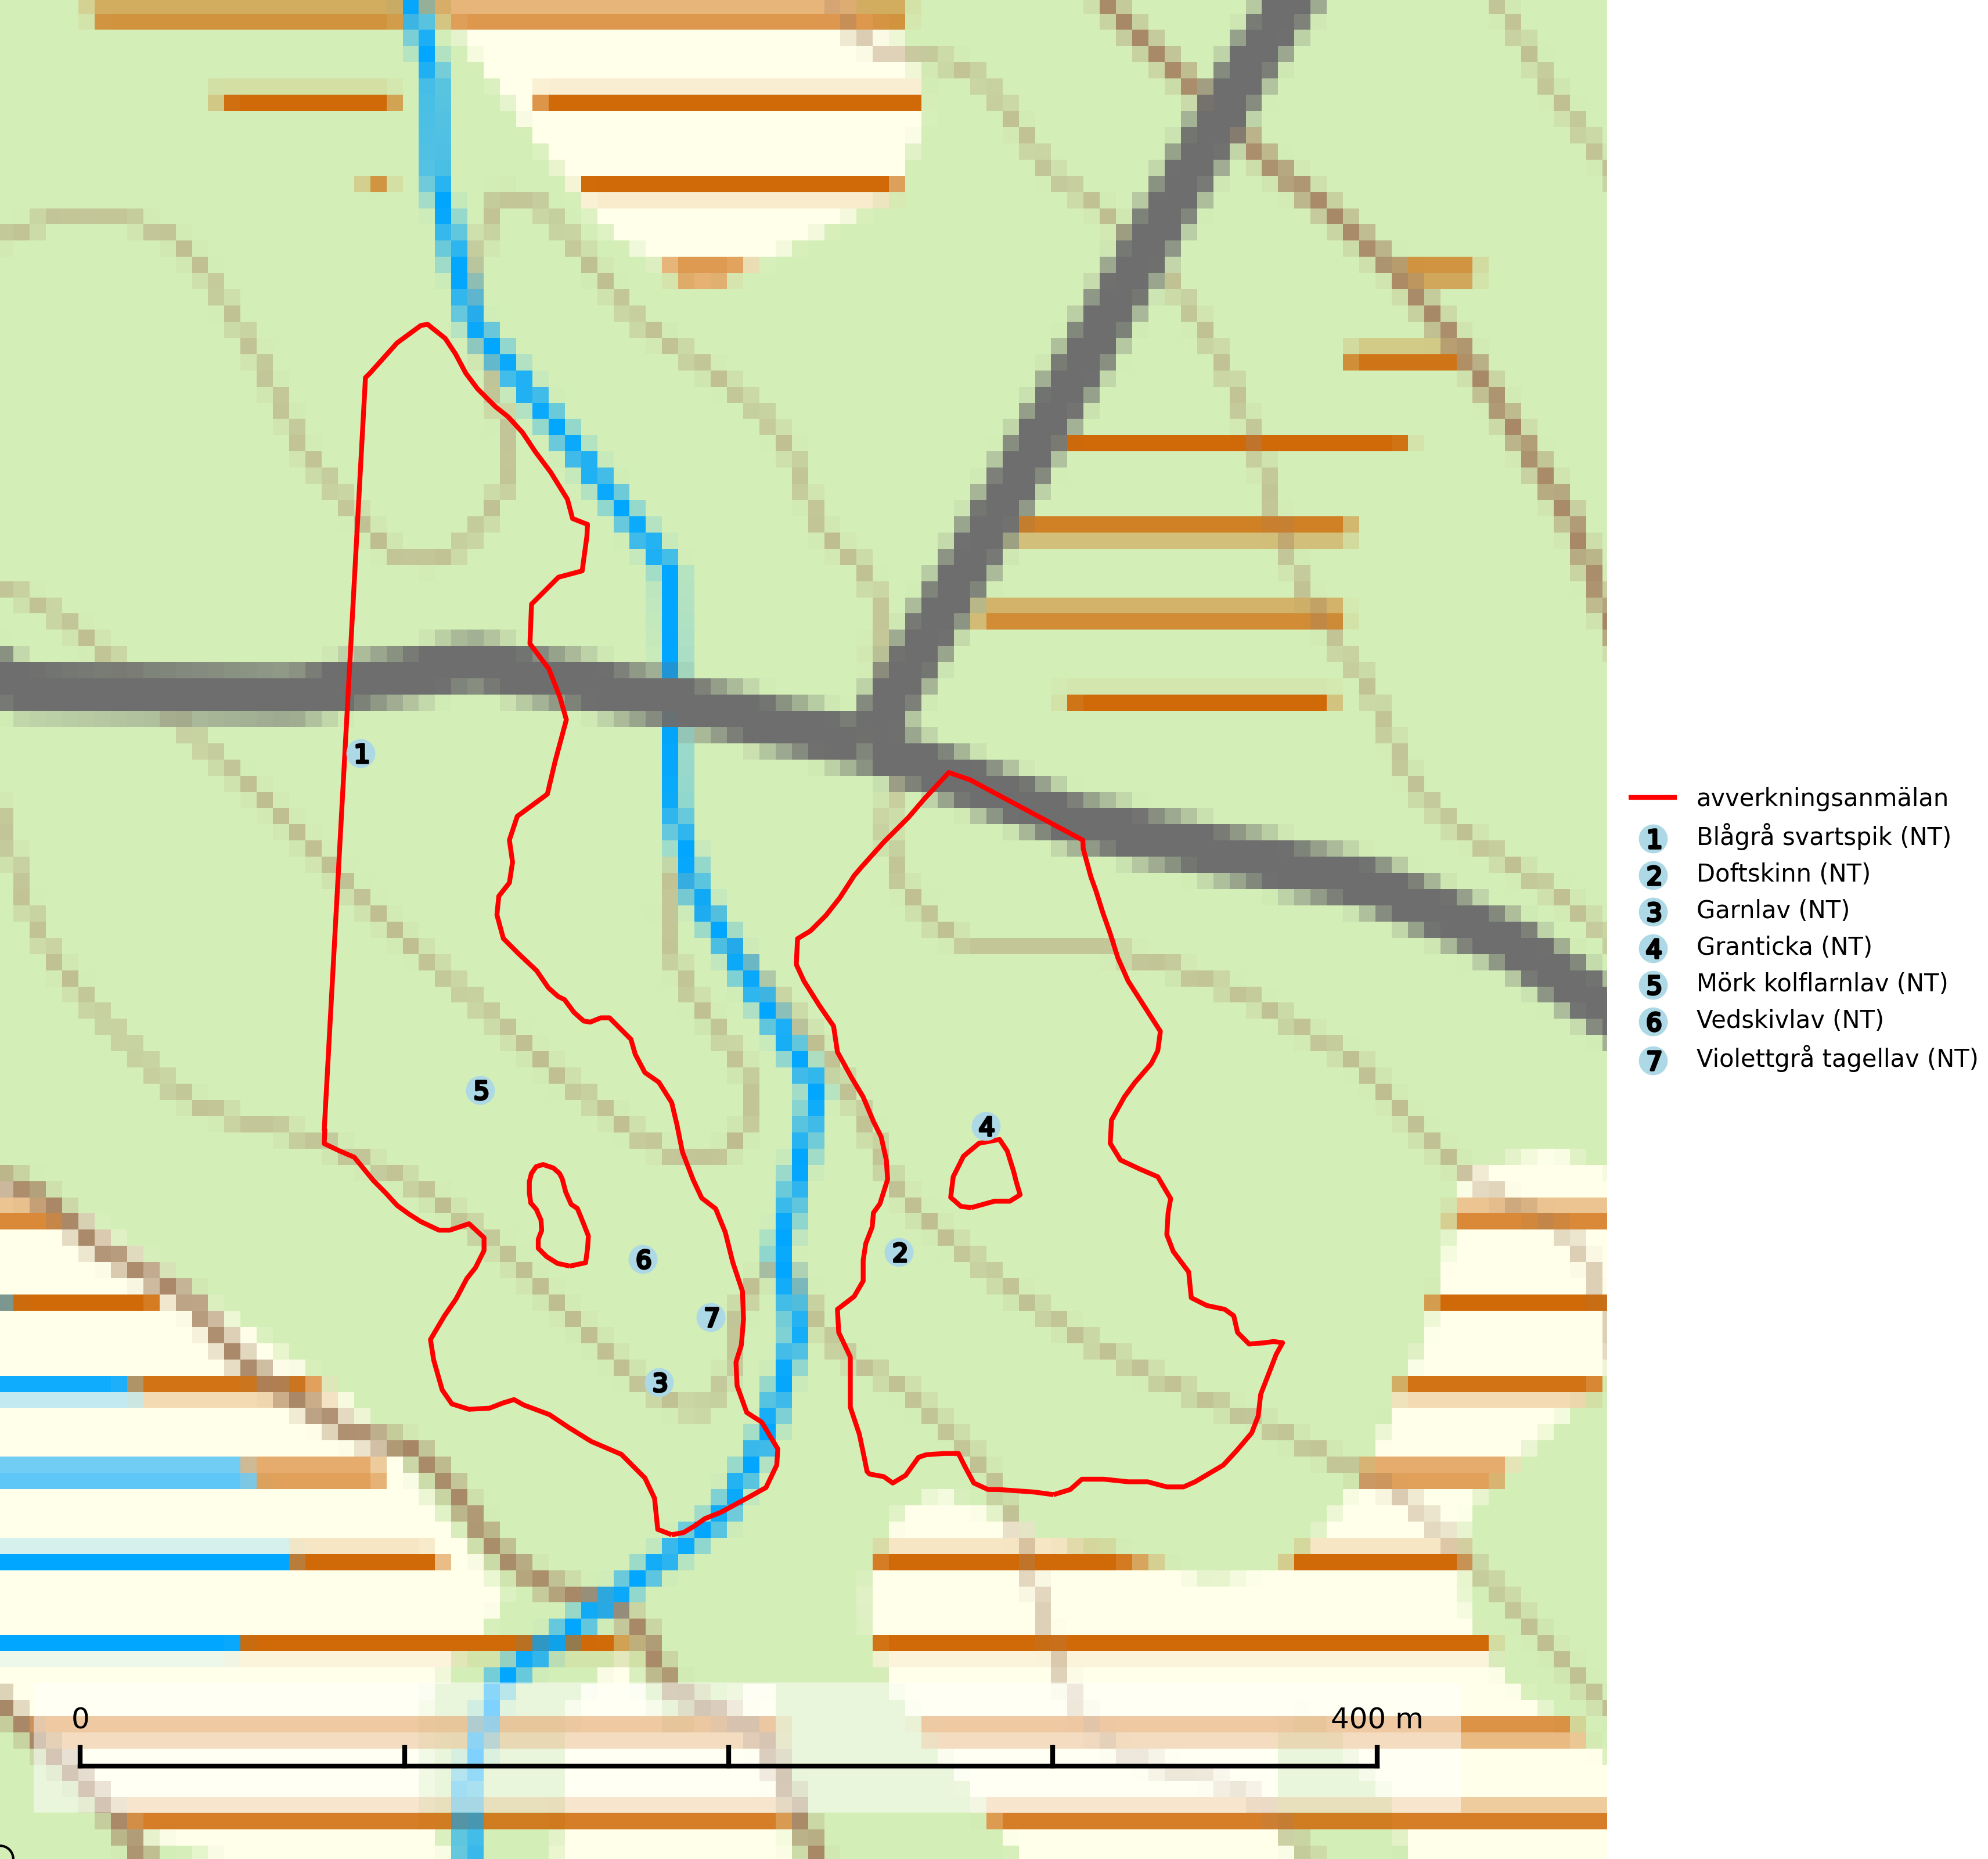 1
5
4
6
2
7
3
0
400 m
avverkningsanmälan
1 Blågrå svartspik (NT)
2 Doftskinn (NT)
3 Garnlav (NT)
4 Granticka (NT)
5 Mörk kolflarnlav (NT)
6 Vedskivlav (NT)
7 Violettgrå tagellav (NT)